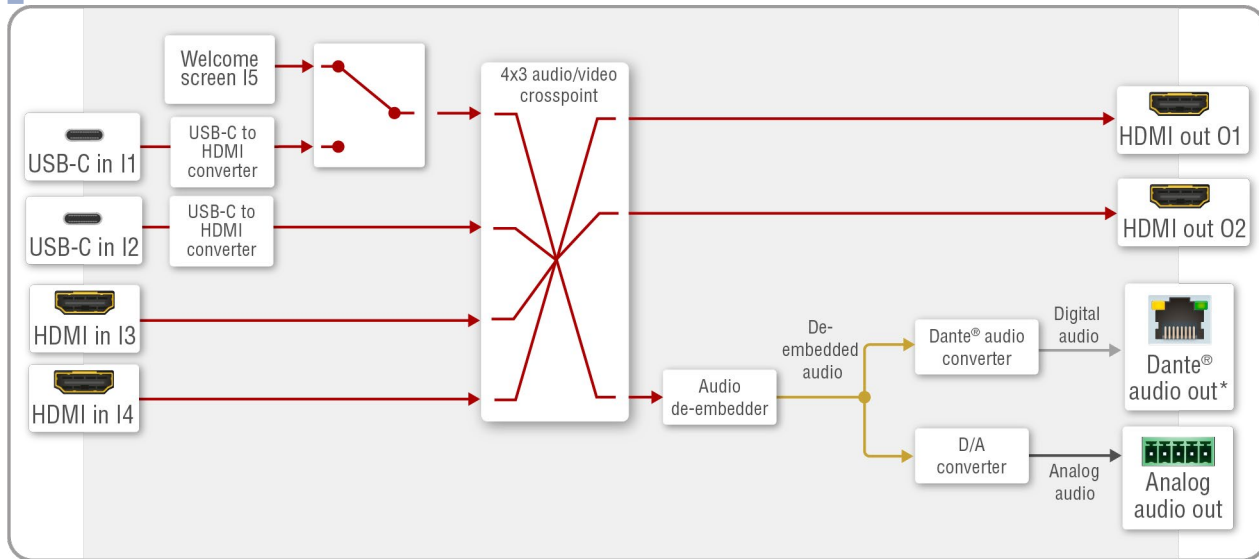 Welcome
screen I5
4x3 audio/video
crosspoint
USB-C in I1
USB-C to
HDMI
converter
HDMI out O1
USB-C in I2
USB-C to
HDMI
converter
HDMI out O2
HDMI in I3
HDMI in I4
Audio
de-embedder
De-
embedded
audio
Dante® audio
converter
Digital
audio
Dante®
audio out*
D/A
converter
Analog
audio
Analog
audio out